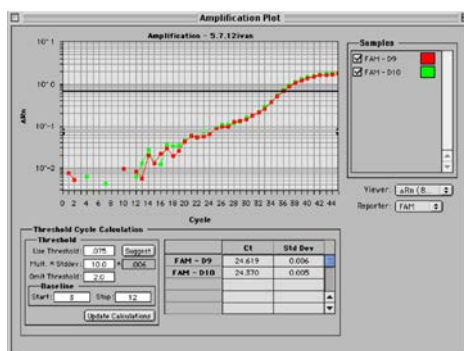 Amplification Plot
Amplification - 5.7.12ivan
10^1
10^0
10^-1
10^-2
ΔRn
0 2 4 6 8 10 12 14 16 18 20 22 24 26 28 30 32 34 36 38 40 42 44
Cycle
Samples
FAM - D9
FAM - D10
Viewer: ΔRn (B...
Reporter: FAM
Threshold Cycle Calculation
Threshold
Use Threshold: .075 Suggest
Mult. * Stddev: 10.0 * .006
Omit Threshold: 2.0
Baseline
Start: 3 Stop: 12
Update Calculations
Ct Std Dev
FAM - D9 24.619 0.006
FAM - D10 24.370 0.005